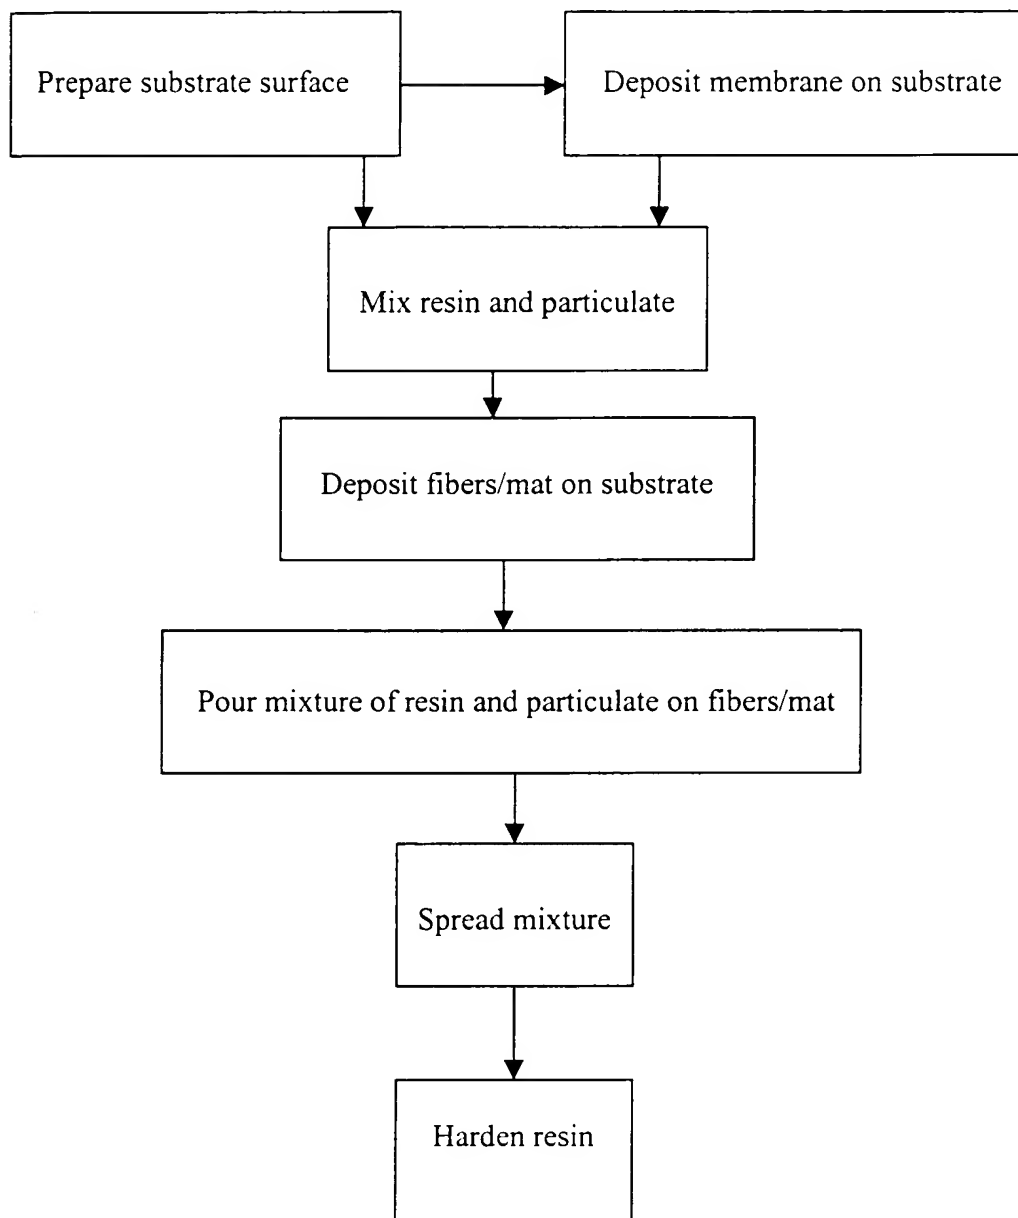 Prepare substrate surface
Deposit membrane on substrate
Mix resin and particulate
Deposit fibers/mat on substrate
Pour mixture of resin and particulate on fibers/mat
Spread mixture
Harden resin